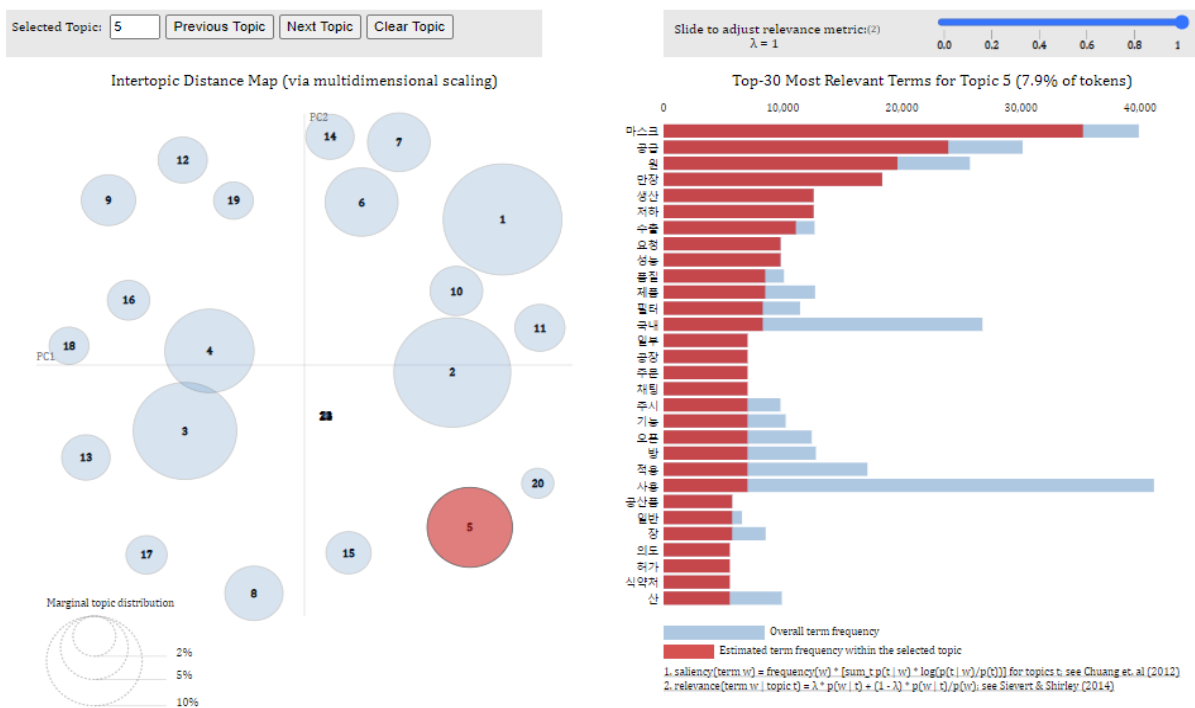 Selected Topic: 5 Previous Topic Next Topic Clear Topic
Slide to adjust relevance metric:(2)
λ = 1
0.0 0.2 0.4 0.6 0.8 1
Intertopic Distance Map (via multidimensional scaling)
PC2
PC1
14
7
12
9
19
6
1
16
10
11
18
4
2
3
13
20
5
17
15
8
Marginal topic distribution
2%
5%
10%
Top-30 Most Relevant Terms for Topic 5 (7.9% of tokens)
0 10,000 20,000 30,000 40,000
마스크
공급
원
만장
생산
저하
수출
요청
성능
품질
제품
필터
국내
일부
공장
주문
채팅
주시
기능
오픈
방
적용
사용
공산품
일반
장
의도
허가
식약처
산
Overall term frequency
Estimated term frequency within the selected topic
1. saliency(term w) = frequency(w) * [sum_t p(t | w) * log(p(t | w)/p(t))] for topics t; see Chuang et. al (2012)
2. relevance(term w | topic t) = λ * p(w | t) + (1 - λ) * p(w | t)/p(w); see Sievert & Shirley (2014)